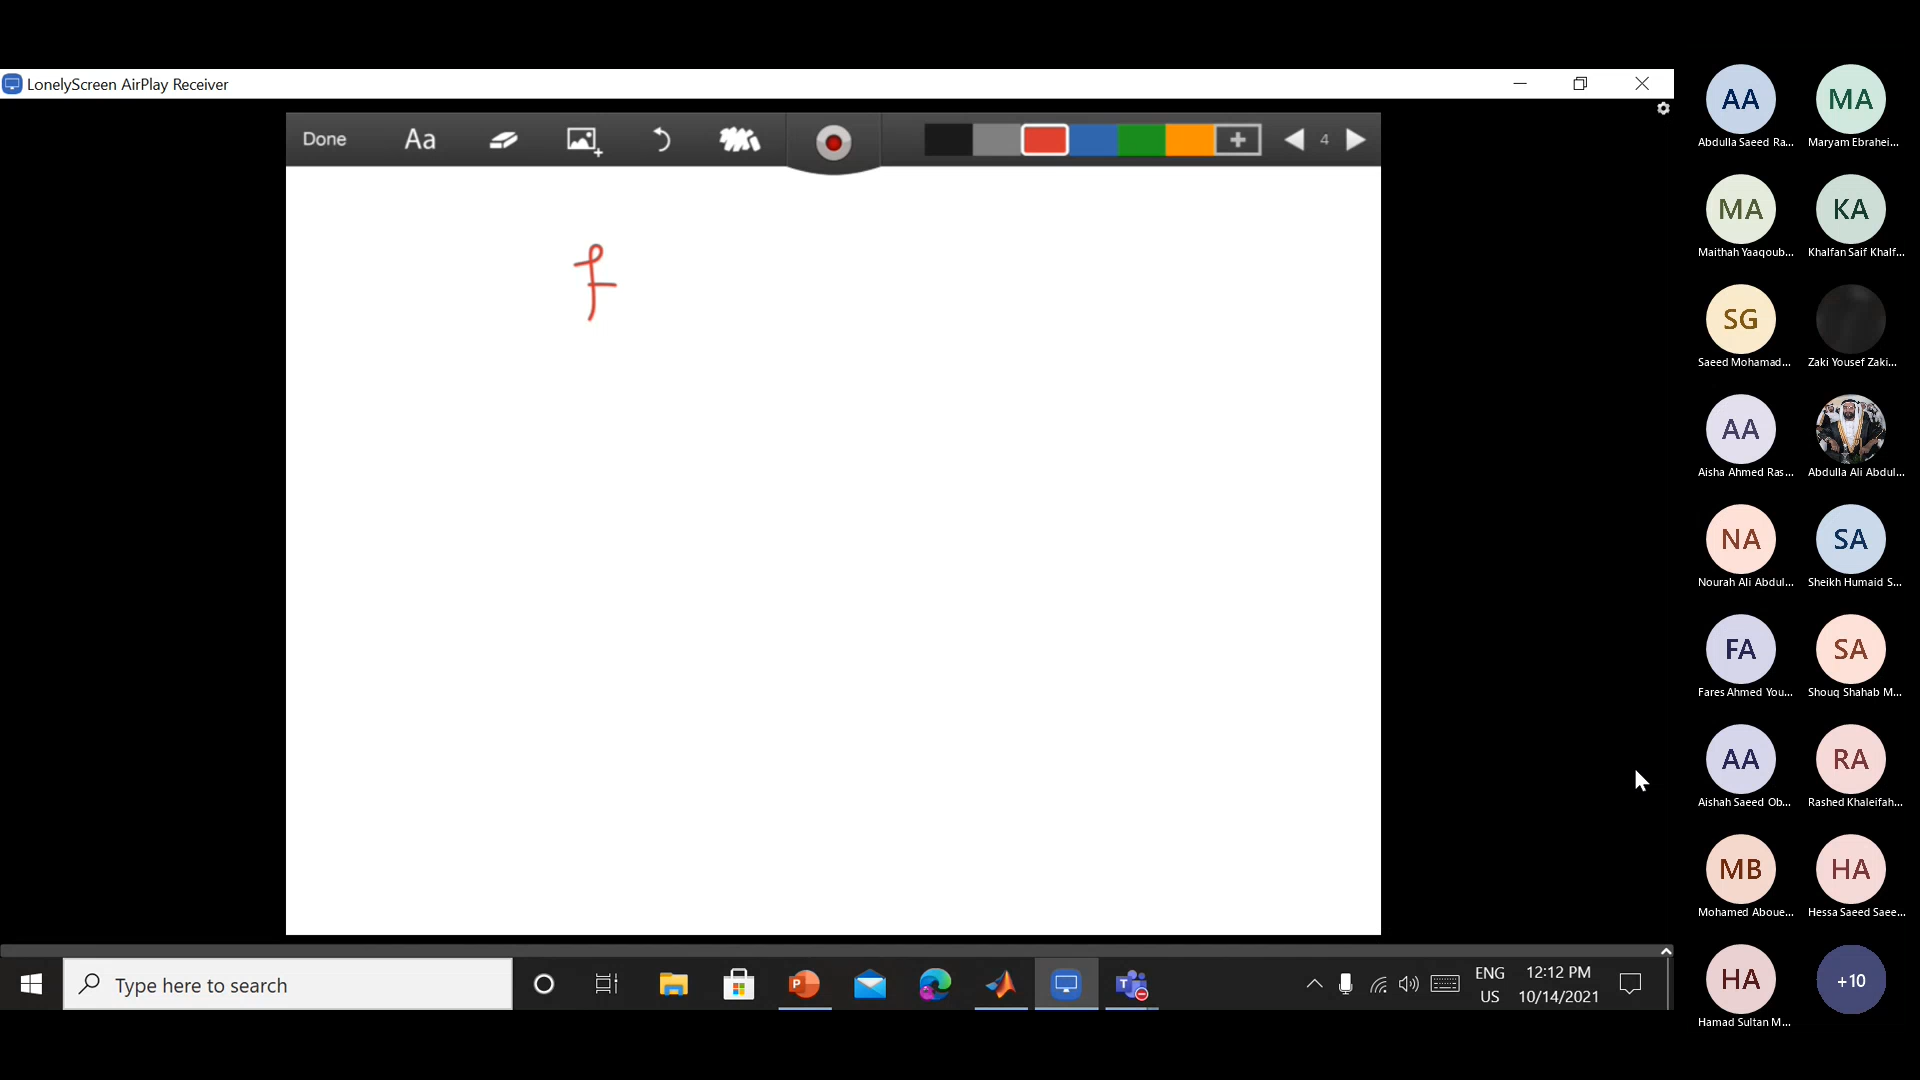 LonelyScreen AirPlay Receiver
Done Aa 4
f
AA MA
Abdulla Saeed Ra... Maryam Ebrahei...
MA KA
Maithah Yaaqoub... Khalfan Saif Khalf...
SG
Saeed Mohamad... Zaki Yousef Zaki...
AA
Aisha Ahmed Ras... Abdulla Ali Abdul...
NA SA
Nourah Ali Abdul... Sheikh Humaid S...
FA SA
Fares Ahmed You... Shouq Shahab M...
AA RA
Aishah Saeed Ob... Rashed Khaleifah...
MB HA
Mohamed Aboue... Hessa Saeed Saee...
HA +10
Hamad Sultan M...
Type here to search
ENG 12:12 PM
US 10/14/2021